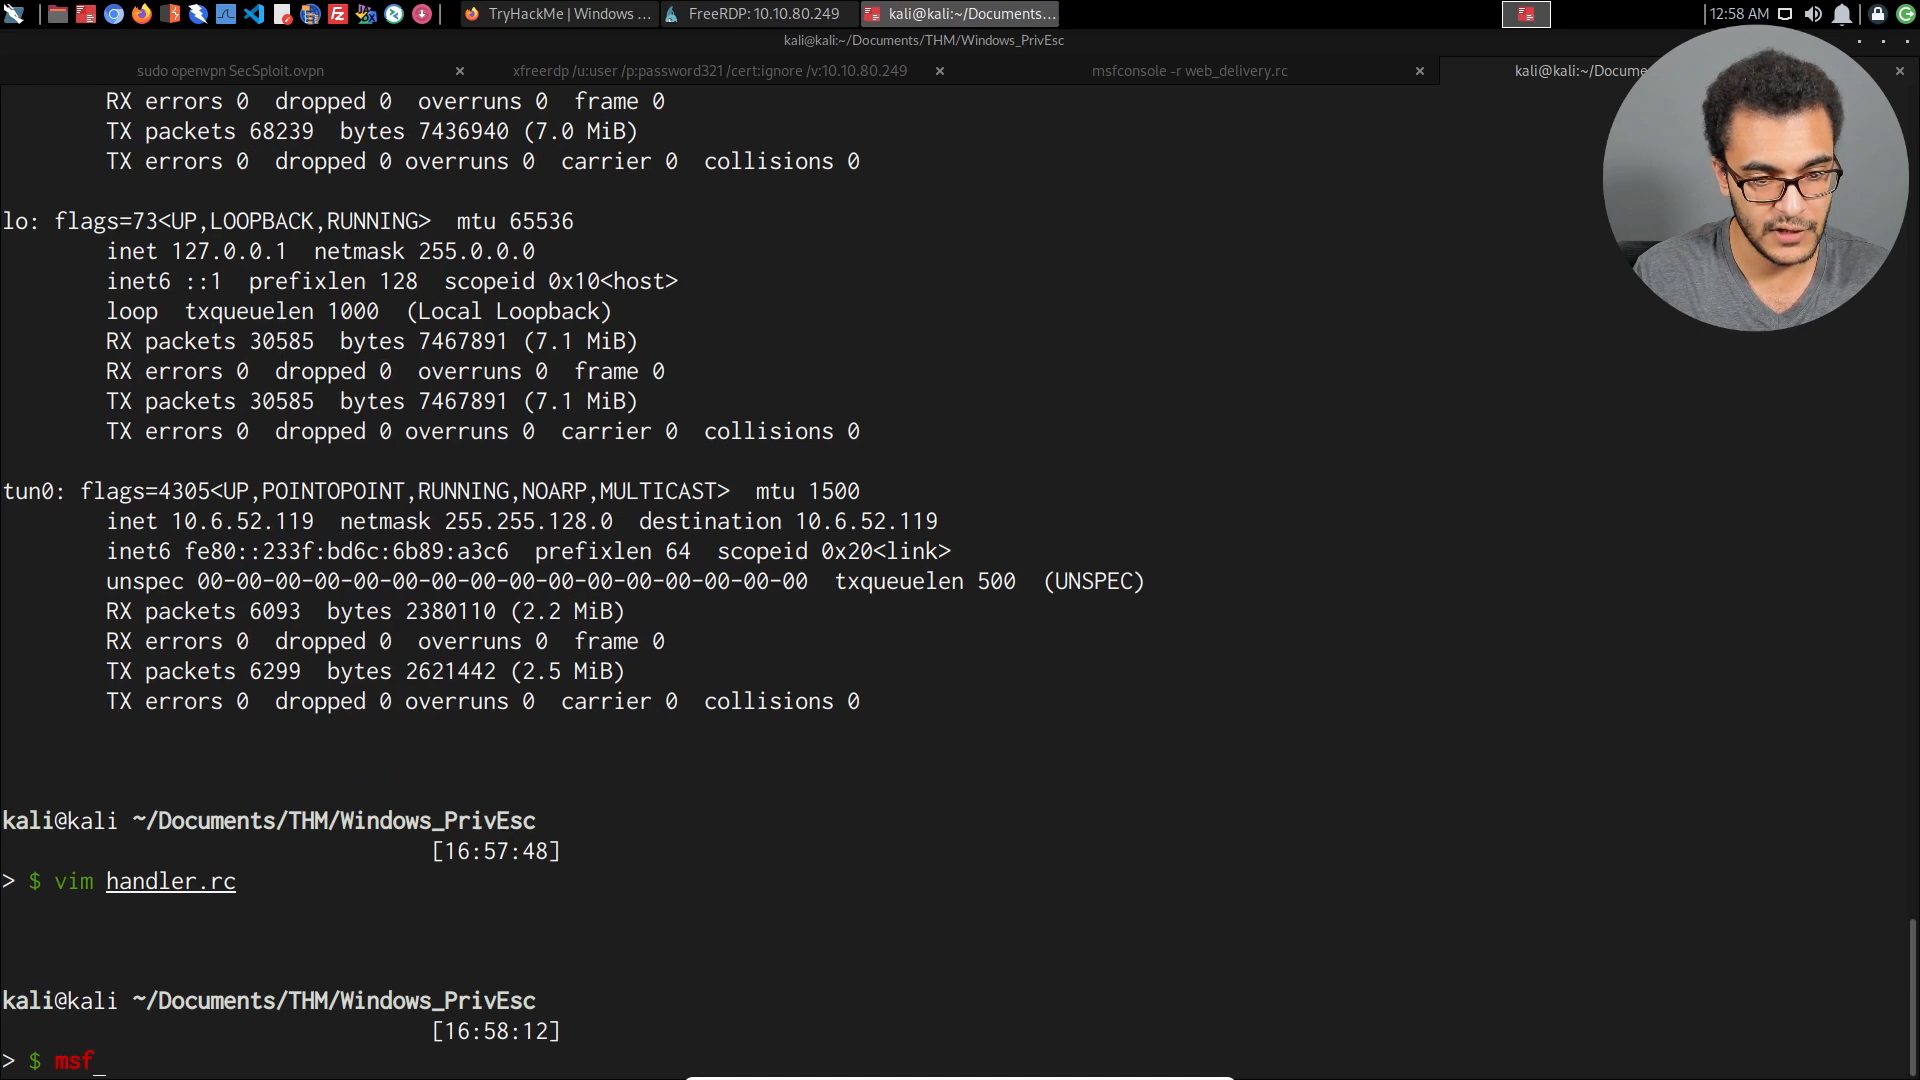 TryHackMe | Windows ...
FreeRDP: 10.10.80.249
kali@kali:~/Documents...
12:58 AM
kali@kali:~/Documents/THM/Windows_PrivEsc
sudo openvpn SecSploit.ovpn
xfreerdp /u:user /p:password321 /cert:ignore /v:10.10.80.249
msfconsole -r web_delivery.rc
kali@kali:~/Docume
RX errors 0  dropped 0  overruns 0  frame 0
TX packets 68239  bytes 7436940 (7.0 MiB)
TX errors 0  dropped 0 overruns 0  carrier 0  collisions 0
lo: flags=73<UP,LOOPBACK,RUNNING>  mtu 65536
inet 127.0.0.1  netmask 255.0.0.0
inet6 ::1  prefixlen 128  scopeid 0x10<host>
loop  txqueuelen 1000  (Local Loopback)
RX packets 30585  bytes 7467891 (7.1 MiB)
RX errors 0  dropped 0  overruns 0  frame 0
TX packets 30585  bytes 7467891 (7.1 MiB)
TX errors 0  dropped 0 overruns 0  carrier 0  collisions 0
tun0: flags=4305<UP,POINTOPOINT,RUNNING,NOARP,MULTICAST>  mtu 1500
inet 10.6.52.119  netmask 255.255.128.0  destination 10.6.52.119
inet6 fe80::233f:bd6c:6b89:a3c6  prefixlen 64  scopeid 0x20<link>
unspec 00-00-00-00-00-00-00-00-00-00-00-00-00-00-00-00  txqueuelen 500  (UNSPEC)
RX packets 6093  bytes 2380110 (2.2 MiB)
RX errors 0  dropped 0  overruns 0  frame 0
TX packets 6299  bytes 2621442 (2.5 MiB)
TX errors 0  dropped 0 overruns 0  carrier 0  collisions 0
kali@kali ~/Documents/THM/Windows_PrivEsc
[16:57:48]
> $ vim handler.rc
kali@kali ~/Documents/THM/Windows_PrivEsc
[16:58:12]
> $ msf_